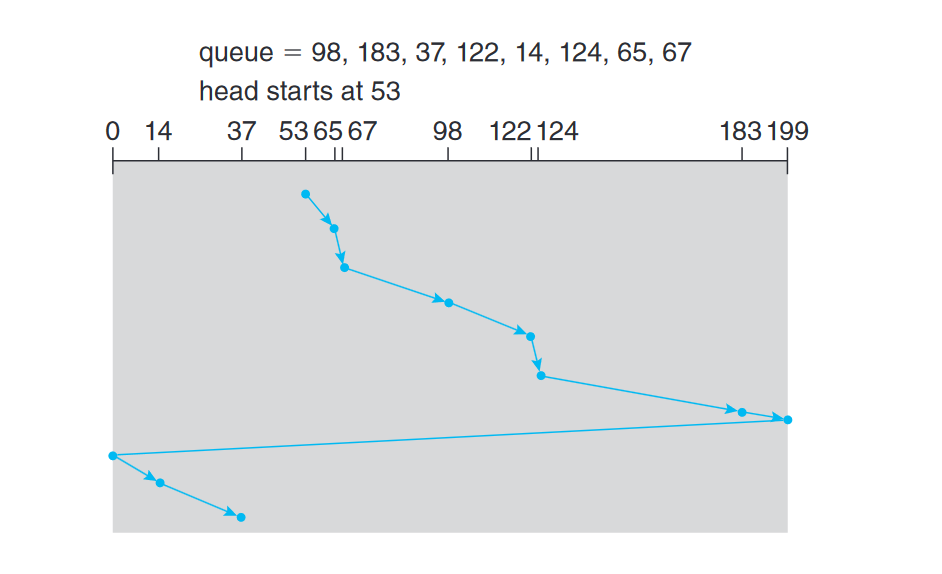 queue = 98, 183, 37, 122, 14, 124, 65, 67
head starts at 53
0 14 37 53 65 67 98 122 124 183 199